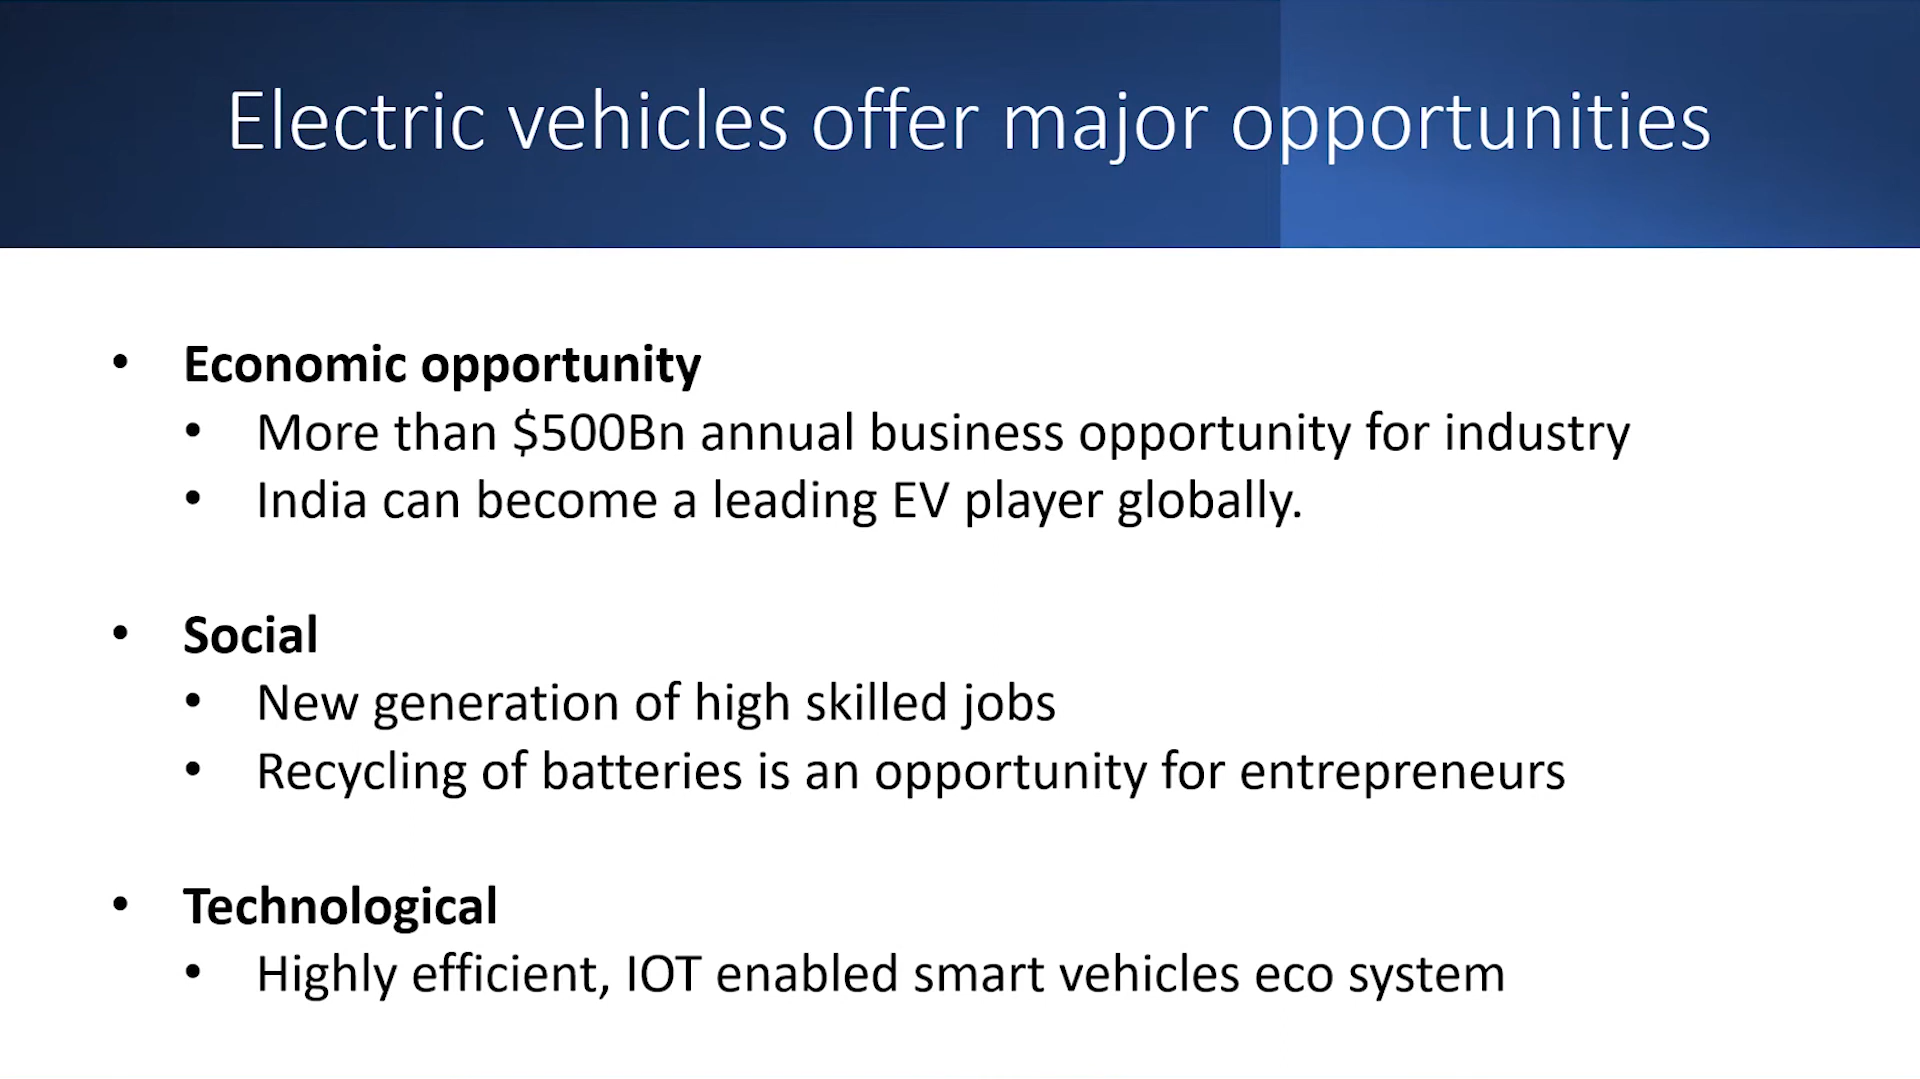 Electric vehicles offer major opportunities
• Economic opportunity
• More than $500Bn annual business opportunity for industry
• India can become a leading EV player globally.
• Social
• New generation of high skilled jobs
• Recycling of batteries is an opportunity for entrepreneurs
• Technological
• Highly efficient, IOT enabled smart vehicles eco system